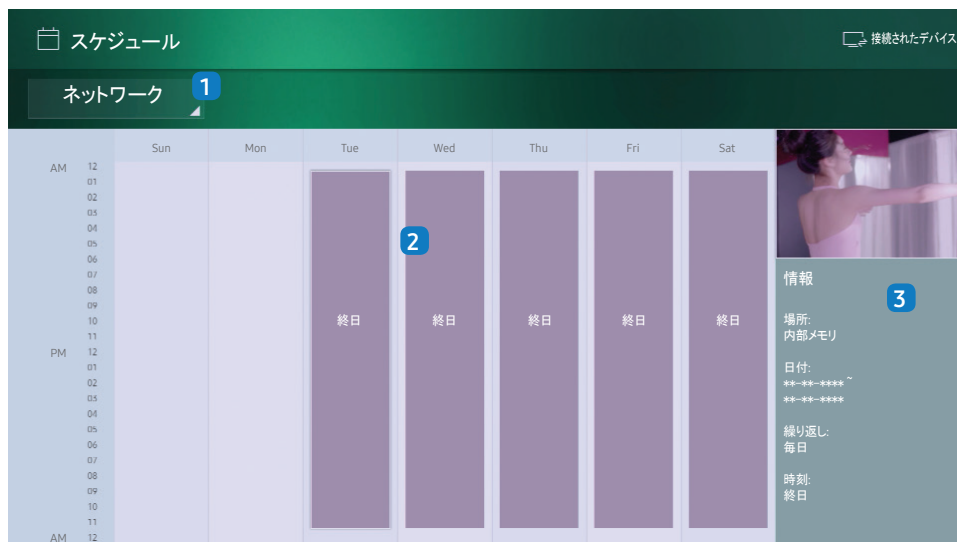 スケジュール
接続されたデバイス
ネットワーク
1
Sun Mon Tue Wed Thu Fri Sat
AM 12
01
02
03
04
05
06
07
08
09
10
11
PM 12
01
02
03
04
05
06
07
08
09
10
11
AM 12
2
終日 終日 終日 終日 終日
情報
3
場所:
内部メモリ
日付:
**-**-**** ~
**-**-****
繰り返し:
毎日
時刻:
終日